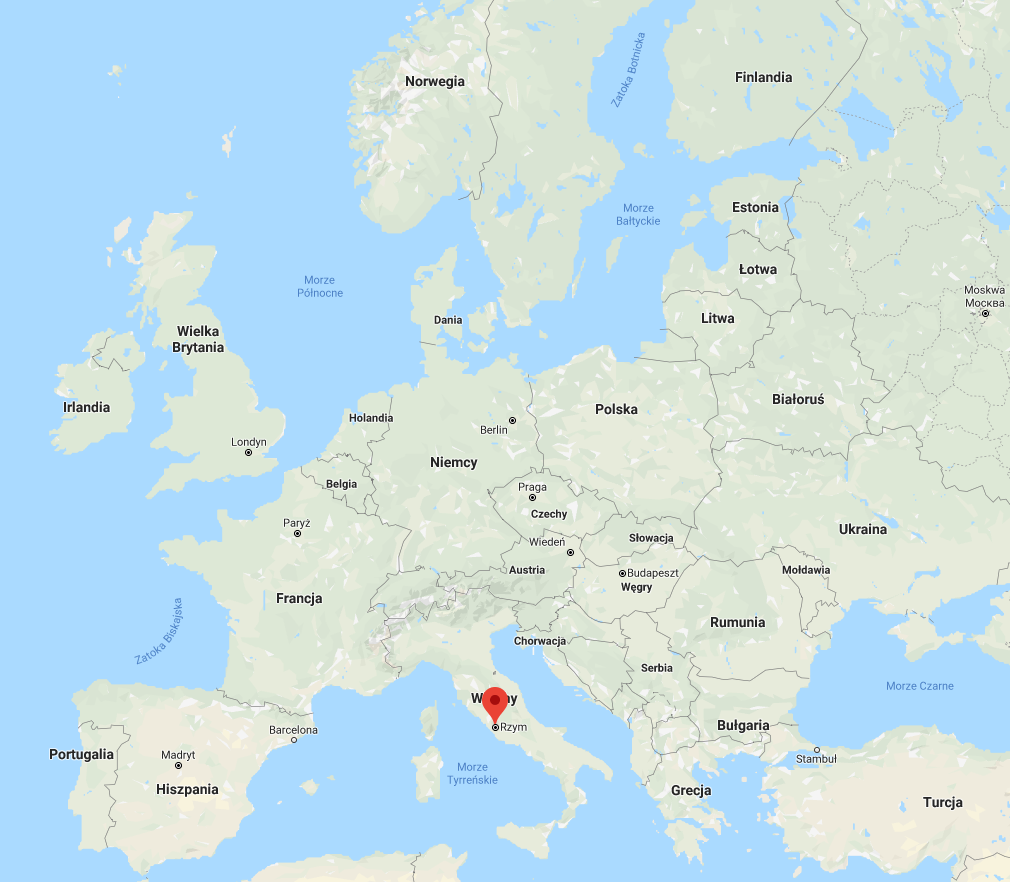 Norwegia
Zatoka Botnicka
Finlandia
Morze
Bałtyckie
Estonia
Łotwa
Moskwa
Москва
Morze
Północne
Dania
Litwa
Wielka
Brytania
Irlandia
Holandia
Polska
Białoruś
Londyn
Berlin
Niemcy
Belgia
Praga
Czechy
Paryż
Wiedeń
Słowacja
Ukraina
Austria
Budapeszt
Węgry
Mołdawia
Francja
Zatoka Biskajska
Chorwacja
Rumunia
Serbia
Morze Czarne
Rzym
Bułgaria
Barcelona
Portugalia
Madryt
Hiszpania
Morze
Tyrreńskie
Stambuł
Grecja
Turcja